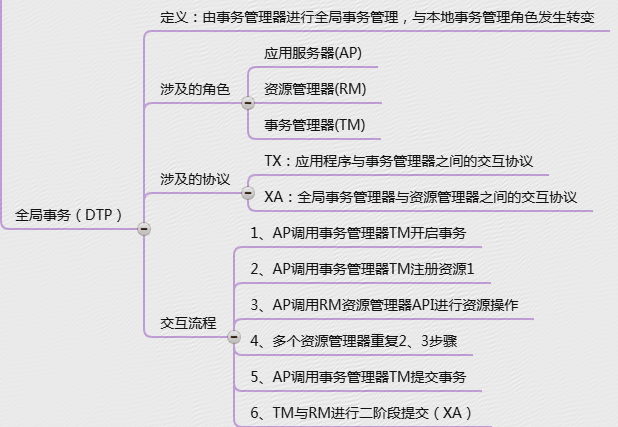 定义：由事务管理器进行全局事务管理，与本地事务管理角色发生转变
应用服务器(AP)
涉及的角色
资源管理器(RM)
事务管理器(TM)
TX：应用程序与事务管理器之间的交互协议
涉及的协议
XA：全局事务管理器与资源管理器之间的交互协议
全局事务（DTP）
1、AP调用事务管理器TM开启事务
2、AP调用事务管理器TM注册资源1
3、AP调用RM资源管理器API进行资源操作
交互流程
4、多个资源管理器重复2、3步骤
5、AP调用事务管理器TM提交事务
6、TM与RM进行二阶段提交（XA）